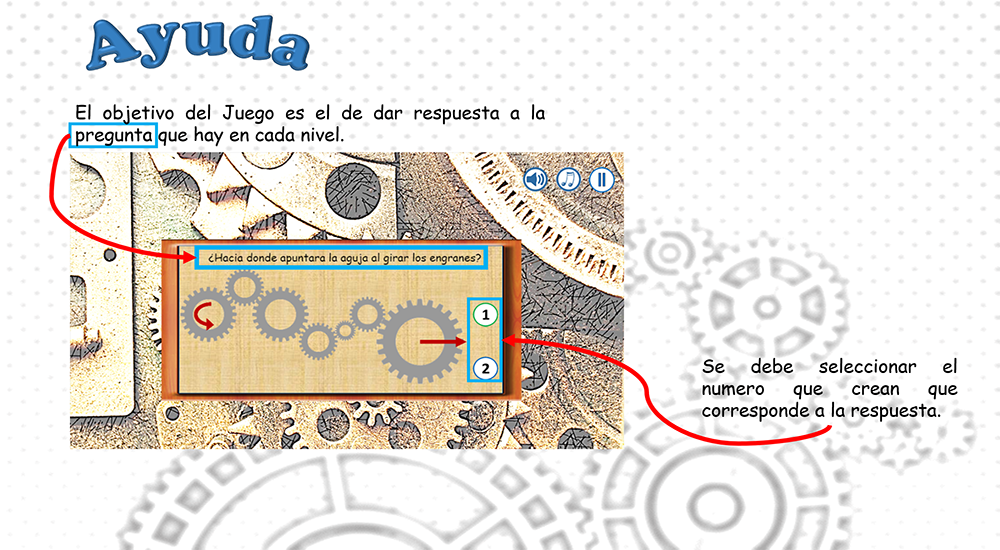 Ayuda
El objetivo del Juego es el de dar respuesta a la
pregunta que hay en cada nivel.
¿Hacia donde apuntara la aguja al girar los engranes?
1
2
Se debe seleccionar el
numero que crean que
corresponde a la respuesta.